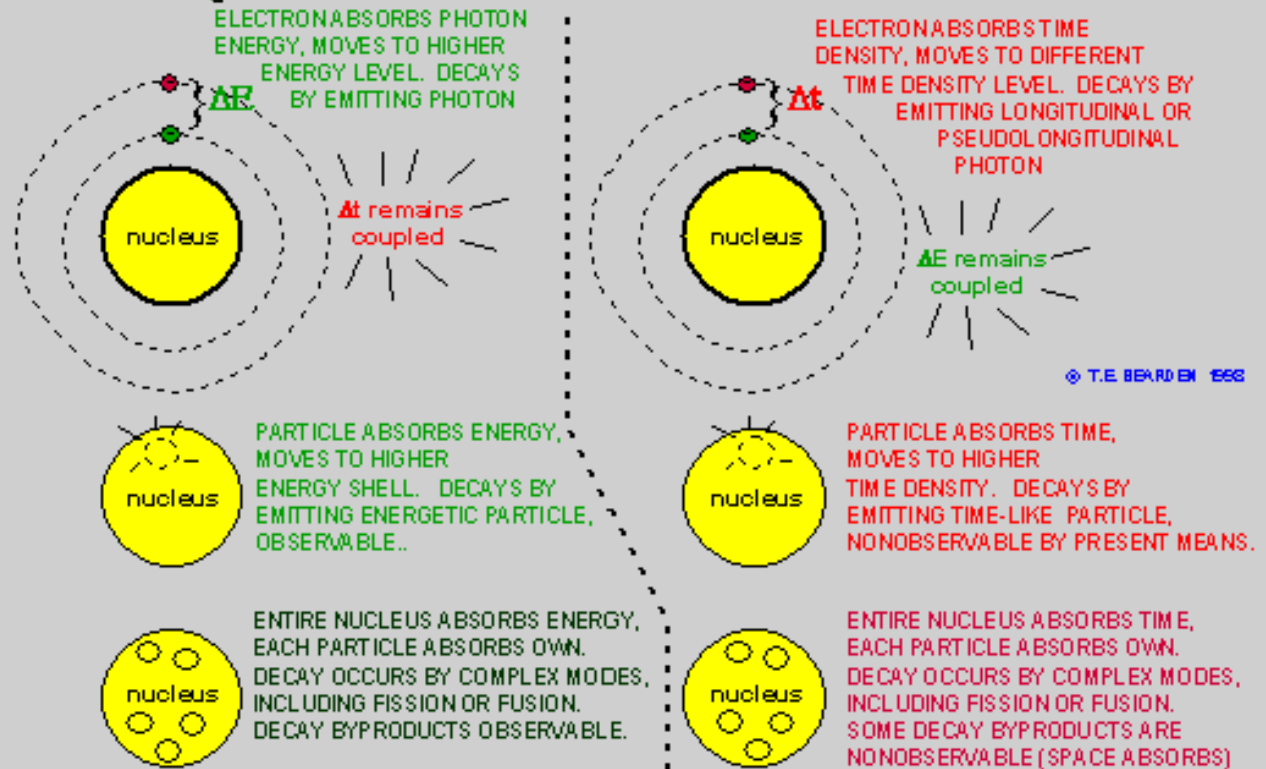 ELECTRON ABSORBS PHOTON
ENERGY, MOVES TO HIGHER
ENERGY LEVEL. DECAYS
BY EMITTING PHOTON
ΔE
nucleus
Δt remains
coupled
ELECTRON ABSORBS TIME
DENSITY, MOVES TO DIFFERENT
TIME DENSITY LEVEL. DECAYS BY
EMITTING LONGITUDINAL OR
PSEUDOLONGITUDINAL
PHOTON
Δt
nucleus
ΔE remains
coupled
© T.E. BEARDEN 1998
PARTICLE ABSORBS ENERGY,
MOVES TO HIGHER
ENERGY SHELL. DECAYS BY
EMITTING ENERGETIC PARTICLE,
OBSERVABLE..
nucleus
PARTICLE ABSORBS TIME,
MOVES TO HIGHER
TIME DENSITY. DECAYS BY
EMITTING TIME-LIKE PARTICLE,
NONOBSERVABLE BY PRESENT MEANS.
nucleus
ENTIRE NUCLEUS ABSORBS ENERGY,
EACH PARTICLE ABSORBS OWN.
DECAY OCCURS BY COMPLEX MODES,
INCLUDING FISSION OR FUSION.
DECAY BYPRODUCTS OBSERVABLE.
nucleus
ENTIRE NUCLEUS ABSORBS TIME,
EACH PARTICLE ABSORBS OWN.
DECAY OCCURS BY COMPLEX MODES,
INCLUDING FISSION OR FUSION.
SOME DECAY BYPRODUCTS ARE
NONOBSERVABLE (SPACE ABSORBS)
nucleus